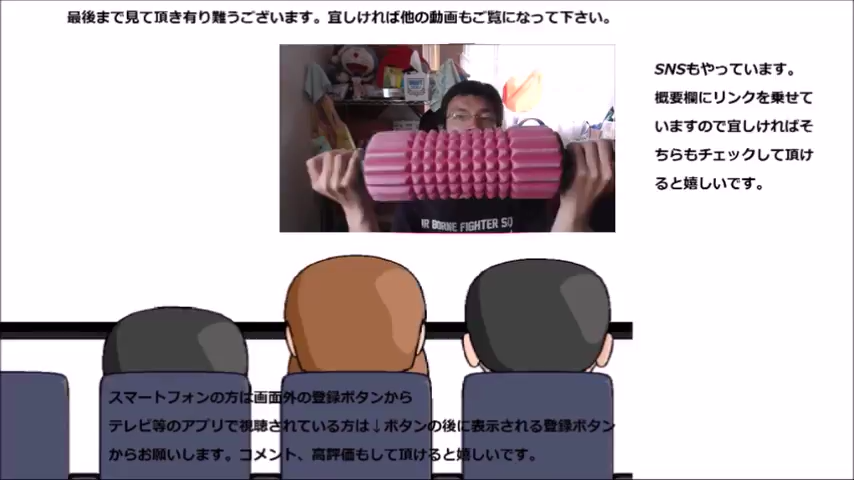 最後まで見て頂き有り難うございます。宜しければ他の動画もご覧になって下さい。
SNSもやっています。
概要欄にリンクを乗せて
いますので宜しければそ
ちらもチェックして頂け
ると嬉しいです。
BORNE FIGHTER SQ
スマートフォンの方は画面外の登録ボタンから
テレビ等のアプリで視聴されている方は↓ボタンの後に表示される登録ボタン
からお願いします。コメント、高評価もして頂けると嬉しいです。